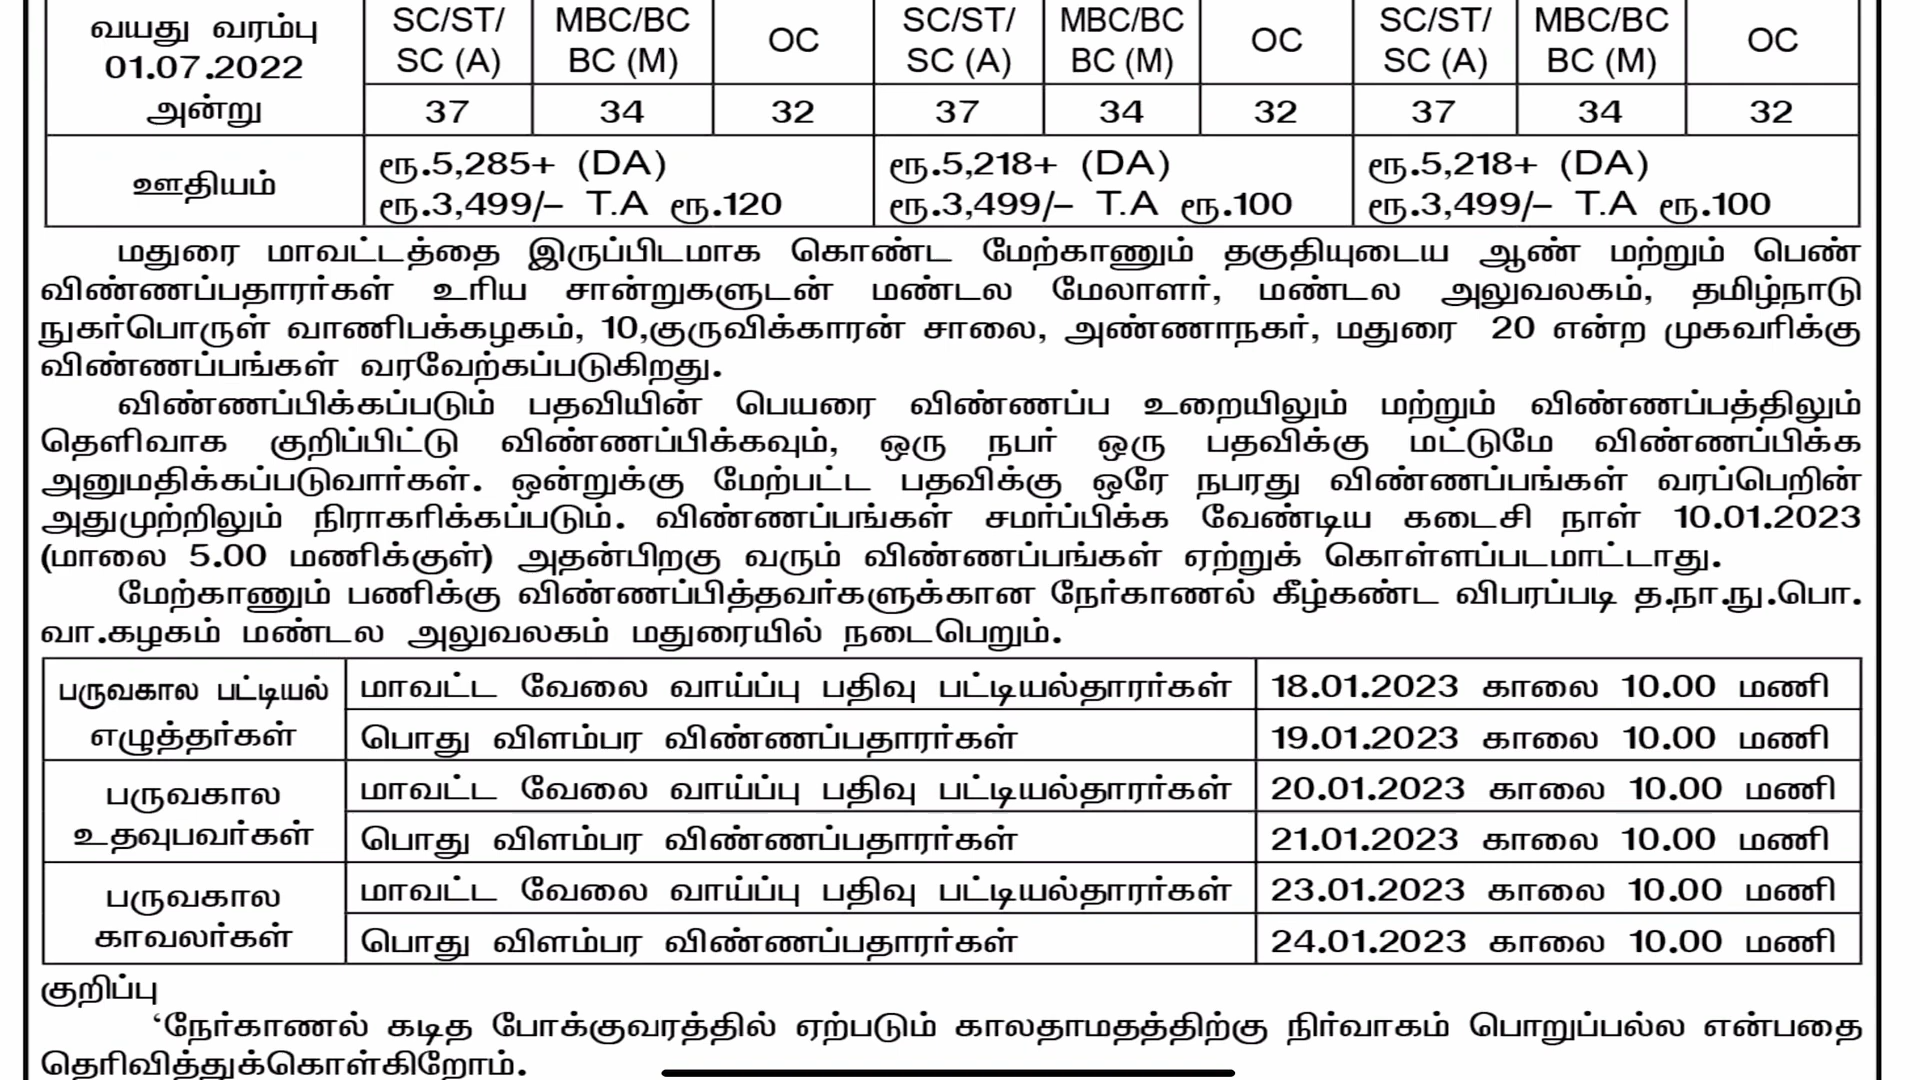 வயது வரம்பு 01.07.2022 அன்று
SC/ST/ SC (A) MBC/BC BC (M) OC SC/ST/ SC (A) MBC/BC BC (M) OC SC/ST/ SC (A) MBC/BC BC (M) OC
37 34 32 37 34 32 37 34 32
ஊதியம்
ரூ.5,285+ (DA) ரூ.5,218+ (DA) ரூ.5,218+ (DA)
ரூ.3,499/– T.A ரூ.120 ரூ.3,499/– T.A ரூ.100 ரூ.3,499/– T.A ரூ.100
மதுரை மாவட்டத்தை இருப்பிடமாக கொண்ட மேற்காணும் தகுதியுடைய ஆண் மற்றும் பெண்
விண்ணப்பதாரர்கள் உரிய சான்றுகளுடன் மண்டல மேலாளர், மண்டல அலுவலகம், தமிழ்நாடு
நுகர்பொருள் வாணிபக்கழகம், 10,குருவிக்காரன் சாலை, அண்ணாநகர், மதுரை 20 என்ற முகவரிக்கு
விண்ணப்பங்கள் வரவேற்கப்படுகிறது.
விண்ணப்பிக்கப்படும் பதவியின் பெயரை விண்ணப்ப உறையிலும் மற்றும் விண்ணப்பத்திலும்
தெளிவாக குறிப்பிட்டு விண்ணப்பிக்கவும், ஒரு நபர் ஒரு பதவிக்கு மட்டுமே விண்ணப்பிக்க
அனுமதிக்கப்படுவார்கள். ஒன்றுக்கு மேற்பட்ட பதவிக்கு ஒரே நபரது விண்ணப்பங்கள் வரப்பெறின்
அதுமுற்றிலும் நிராகரிக்கப்படும். விண்ணப்பங்கள் சமர்ப்பிக்க வேண்டிய கடைசி நாள் 10.01.2023
(மாலை 5.00 மணிக்குள்) அதன்பிறகு வரும் விண்ணப்பங்கள் ஏற்றுக் கொள்ளப்படமாட்டாது.
மேற்காணும் பணிக்கு விண்ணப்பித்தவர்களுக்கான நேர்காணல் கீழ்கண்ட விபரப்படி த.நா.நு.பொ.
வா.கழகம் மண்டல அலுவலகம் மதுரையில் நடைபெறும்.
பருவகால பட்டியல் எழுத்தர்கள்
மாவட்ட வேலை வாய்ப்பு பதிவு பட்டியல்தாரர்கள் 18.01.2023 காலை 10.00 மணி
பொது விளம்பர விண்ணப்பதாரர்கள் 19.01.2023 காலை 10.00 மணி
பருவகால உதவுபவர்கள்
மாவட்ட வேலை வாய்ப்பு பதிவு பட்டியல்தாரர்கள் 20.01.2023 காலை 10.00 மணி
பொது விளம்பர விண்ணப்பதாரர்கள் 21.01.2023 காலை 10.00 மணி
பருவகால காவலர்கள்
மாவட்ட வேலை வாய்ப்பு பதிவு பட்டியல்தாரர்கள் 23.01.2023 காலை 10.00 மணி
பொது விளம்பர விண்ணப்பதாரர்கள் 24.01.2023 காலை 10.00 மணி
குறிப்பு
‘நேர்காணல் கடித போக்குவரத்தில் ஏற்படும் காலதாமதத்திற்கு நிர்வாகம் பொறுப்பல்ல என்பதை
தெரிவித்துக்கொள்கிறோம்.